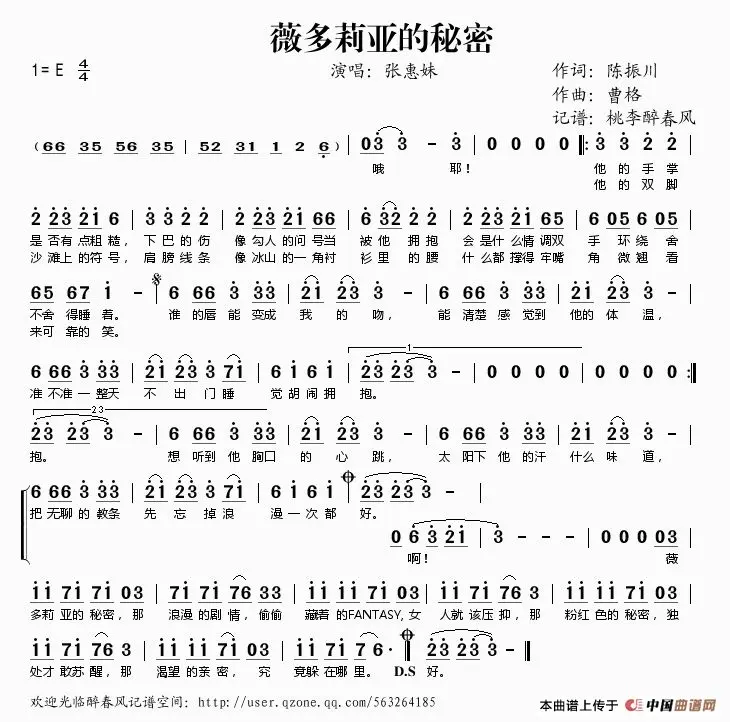 薇多莉亚的秘密
1= E 4/4
演唱：张惠妹
作词：陈振川
作曲：曹格
记谱：桃李醉春风
( 66 35 56 35 | 52 31 1 2 6 ) | 03 3 - 3 | 0 0 0 0 |: 3 3 2 2 |
哦 耶！ 他的手掌
他的双脚
2 23 21 6 | 3 3 2 2 | 2 23 21 66 | 6 32 2 2 | 2 23 21 65 | 6 05 6 05 |
是否有点粗糙，下巴的伤 像勾人的问号当 被他拥抱 会是什么情调双 手环绕舍
沙滩上的符号，肩膀线条 像冰山的一角衬 衫里的腰 什么都撑得牢嘴 角微翘看
65 67 1 - | 6 66 3 33 | 21 23 3 - | 6 66 3 33 | 21 23 3 - |
不舍得睡着。 谁的唇能变成 我的吻， 能清楚感觉到 他的体温，
来可靠的笑。
6 66 3 33 | 21 23 3 71 | 61 61 | 23 23 3 - | 0 0 0 0 | 0 0 0 0 :|
准不准一整天 不出门睡 觉胡闹拥 抱。
1
2 3
23 23 3 - | 6 66 3 33 | 21 23 3 - | 6 66 3 33 | 21 23 3 - |
抱。 想听到他胸口 的心跳， 太阳下他的汗 什么味道，
6 66 3 33 | 21 23 3 71 | 6 1 6 1 | 23 23 3 - |
把无聊的教条 先忘掉浪 漫一次都 好。
0 6 3 21 | 3 - - - | 0 0 0 03 |
啊！ 薇
11 71 71 03 | 11 71 71 76 | 11 71 71 03 | 11 71 76 3 | 11 71 71 03 |
多莉亚的秘密，那 浪漫的剧情，偷偷 藏着的FANTASY,女 人就该压抑，那 粉红色的秘密，独
11 71 76 3 | 11 71 71 03 | 11 71 76 · | 23 23 3 - |
处才敢苏醒，那 渴望的亲密，究 竟躲在哪里。 D.S 好。
欢迎光临醉春风记谱空间：http://user.qzone.qq.com/563264185
本曲谱上传于 中国曲谱网